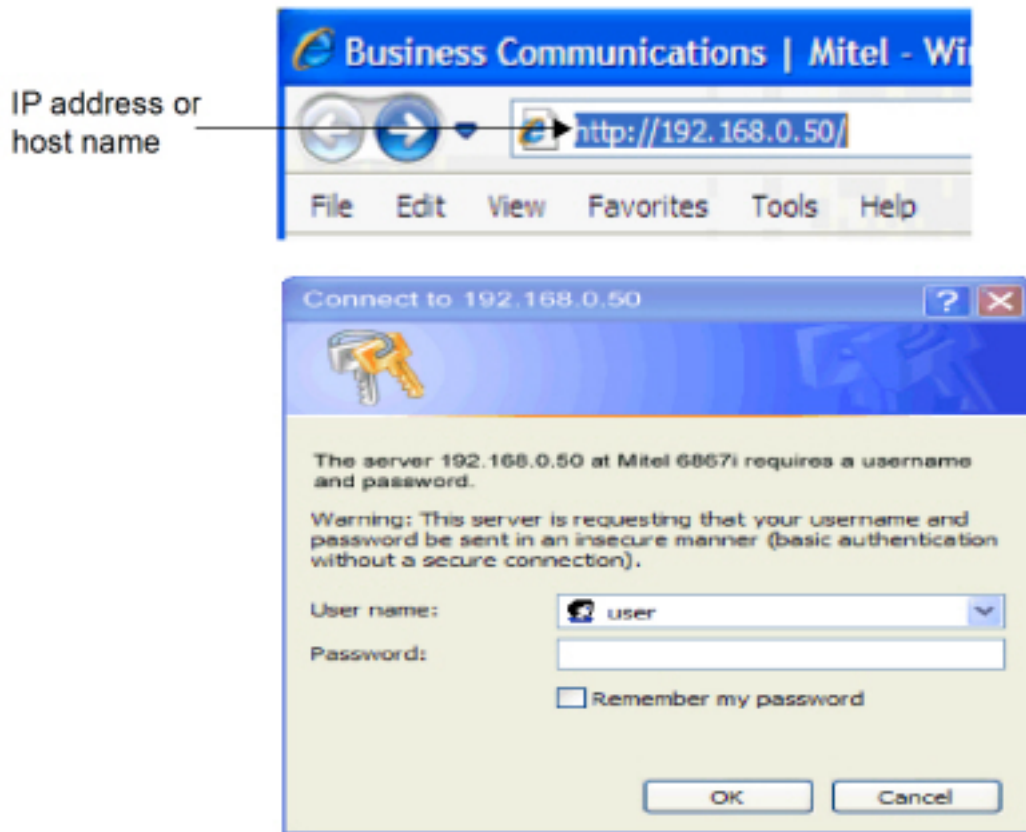 Business Communications | Mitel - Wi
IP address or
host name
http://192.168.0.50/
File Edit View Favorites Tools Help
Connect to 192.168.0.50
The server 192.168.0.50 at Mitel 6867i requires a username
and password.
Warning: This server is requesting that your username and
password be sent in an insecure manner (basic authentication
without a secure connection).
User name:
user
Password:
Remember my password
OK Cancel